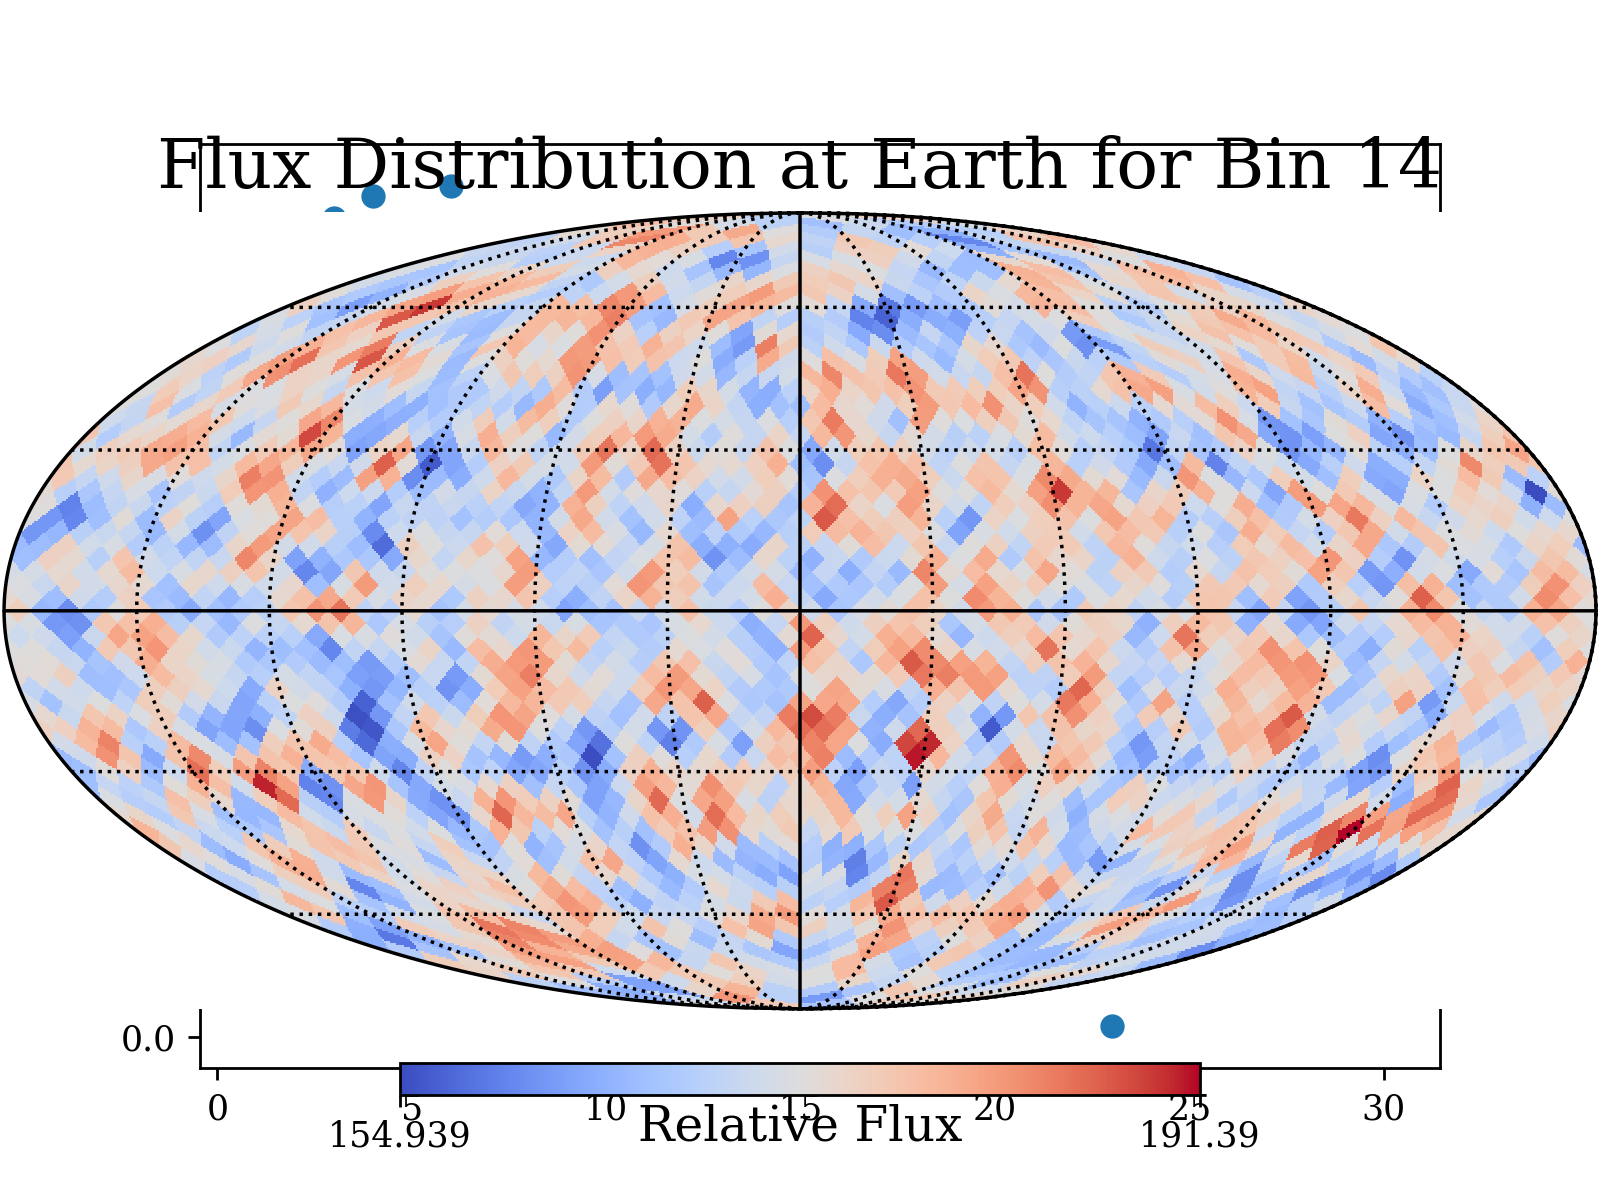 Flux Distribution at Earth for Bin 14
0.0
0 5 10 15 20 25 30
154.939 Relative Flux 191.39